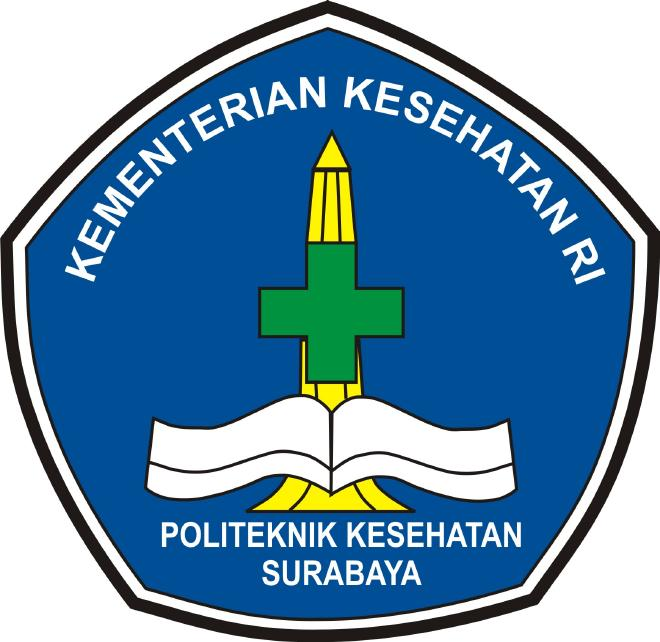 KEMENTERIAN KESEHATAN RI
POLITEKNIK KESEHATAN
SURABAYA